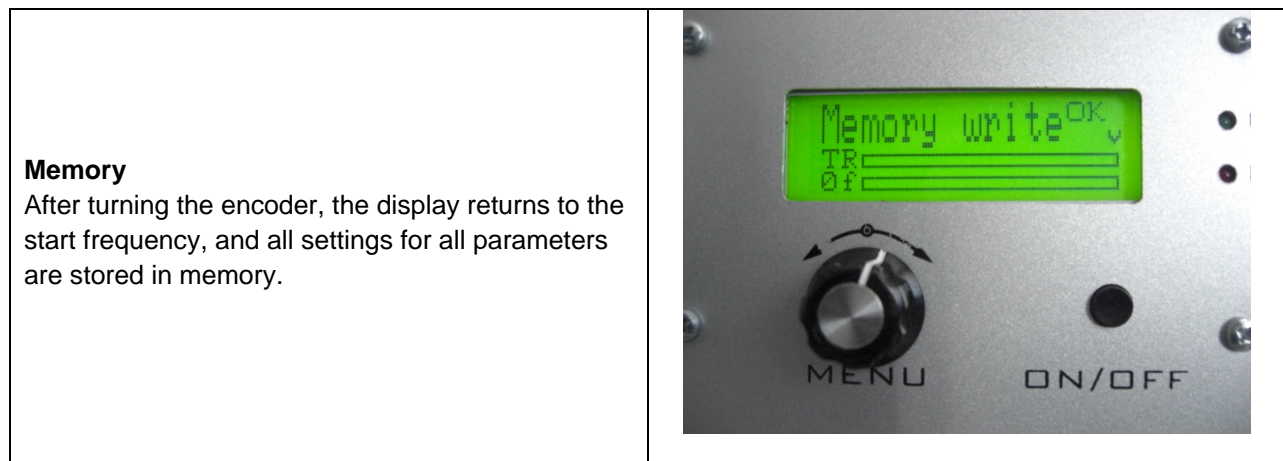 Memory
After turning the encoder, the display returns to the
start frequency, and all settings for all parameters
are stored in memory.
Memory write OK
TR
Øf
MENU
ON/OFF